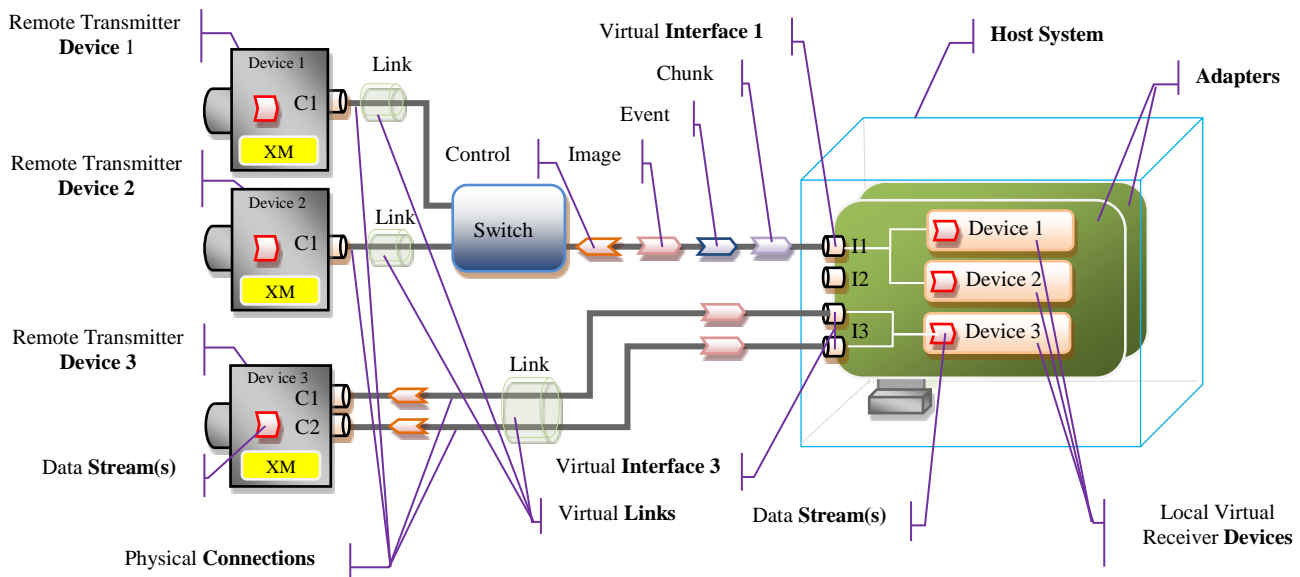 Remote Transmitter
Device 1
Device 1
C1
XM
Link
Virtual Interface 1
Host System
Adapters
Chunk
Event
Control
Image
Remote Transmitter
Device 2
Device 2
C1
XM
Link
Switch
I1
I2
I3
Device 1
Device 2
Device 3
Remote Transmitter
Device 3
Dev ice 3
C1
C2
XM
Link
Data Stream(s)
Virtual Interface 3
Virtual Links
Data Stream(s)
Local Virtual
Receiver Devices
Physical Connections